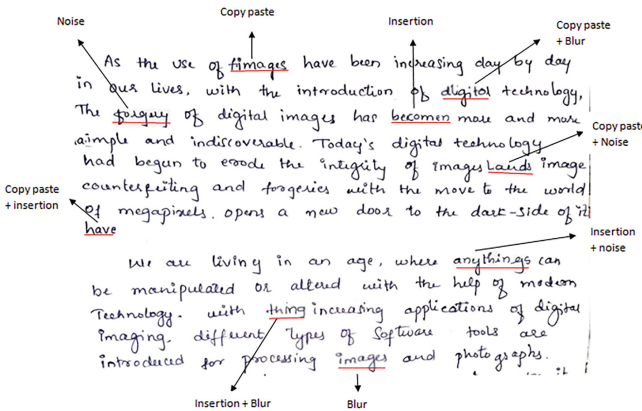 Noise
Copy paste
Insertion
Copy paste
+ Blur
As the use of fimages have been increasing day by day
in our lives, with the introduction of digital technology,
The forgery of digital images has becomen more and more
simple and indiscoverable. Today's digital technology
Copy paste
+ Noise
had begun to erode the integrity of images Lands image
counterfeiting and forgeries with the move to the world
Copy paste
+ insertion
of megapixels. opens a new door to the dark-side of it
have
Insertion
+ noise
We are living in an age, where anythings can
be manipulated or altered with the help of modern
Technology. with thing increasing applications of digital
imaging, different Types of Software tools are
introduced for processing images and photographs.
Insertion + Blur
Blur